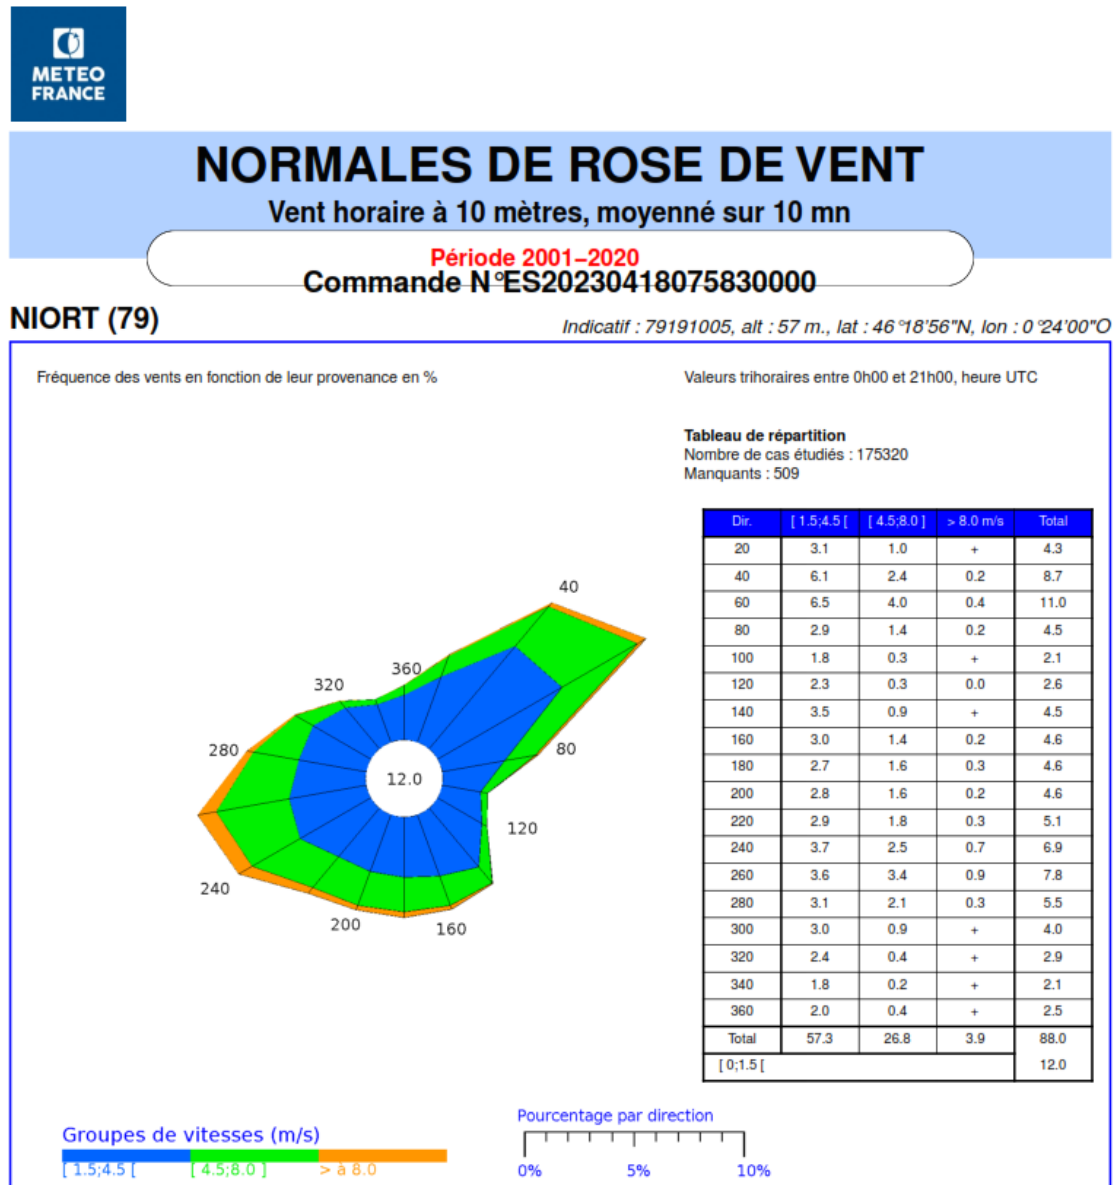 METEO
FRANCE
NORMALES DE ROSE DE VENT
Vent horaire à 10 mètres, moyenné sur 10 mn
Période 2001–2020
Commande N°ES20230418075830000
NIORT (79)
Indicatif : 79191005, alt : 57 m., lat : 46°18'56"N, lon : 0°24'00"O
Fréquence des vents en fonction de leur provenance en %
Valeurs trihoraires entre 0h00 et 21h00, heure UTC
Tableau de répartition
Nombre de cas étudiés : 175320
Manquants : 509
Dir. [ 1.5;4.5 [ [ 4.5;8.0 ] > 8.0 m/s Total
20 3.1 1.0 + 4.3
40 6.1 2.4 0.2 8.7
60 6.5 4.0 0.4 11.0
80 2.9 1.4 0.2 4.5
100 1.8 0.3 + 2.1
120 2.3 0.3 0.0 2.6
140 3.5 0.9 + 4.5
160 3.0 1.4 0.2 4.6
180 2.7 1.6 0.3 4.6
200 2.8 1.6 0.2 4.6
220 2.9 1.8 0.3 5.1
240 3.7 2.5 0.7 6.9
260 3.6 3.4 0.9 7.8
280 3.1 2.1 0.3 5.5
300 3.0 0.9 + 4.0
320 2.4 0.4 + 2.9
340 1.8 0.2 + 2.1
360 2.0 0.4 + 2.5
Total 57.3 26.8 3.9 88.0
[ 0;1.5 [ 12.0
40
360
320
280
80
12.0
120
240
200
160
Groupes de vitesses (m/s)
[ 1.5;4.5 [ [ 4.5;8.0 ] > à 8.0
Pourcentage par direction
0% 5% 10%